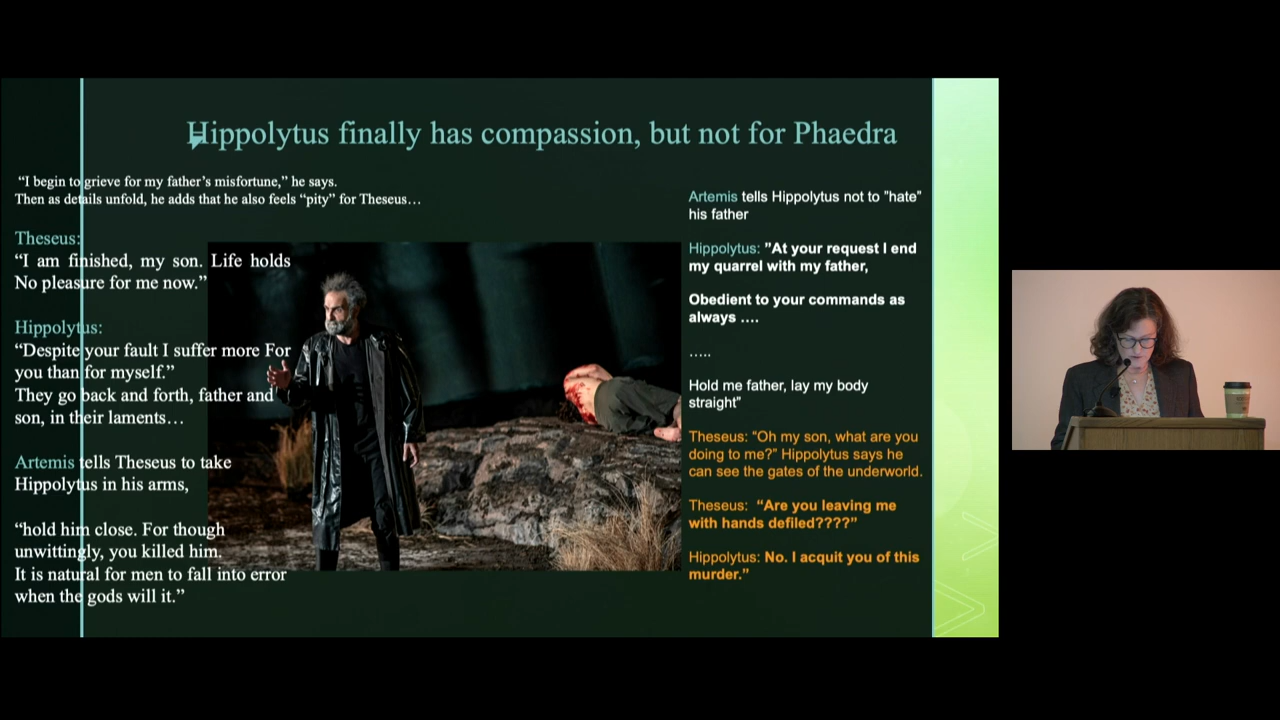 Hippolytus finally has compassion, but not for Phaedra
“I begin to grieve for my father’s misfortune,” he says.
Then as details unfold, he adds that he also feels “pity” for Theseus…
Theseus:
“I am finished, my son. Life holds
No pleasure for me now.”
Hippolytus:
“Despite your fault I suffer more For
you than for myself.”
They go back and forth, father and
son, in their laments…
Artemis tells Theseus to take
Hippolytus in his arms,
“hold him close. For though
unwittingly, you killed him.
It is natural for men to fall into error
when the gods will it.”
Artemis tells Hippolytus not to ”hate”
his father
Hippolytus: ”At your request I end
my quarrel with my father,
Obedient to your commands as
always ….
…..
Hold me father, lay my body
straight”
Theseus: “Oh my son, what are you
doing to me?” Hippolytus says he
can see the gates of the underworld.
Theseus: “Are you leaving me
with hands defiled????”
Hippolytus: No. I acquit you of this
murder.”